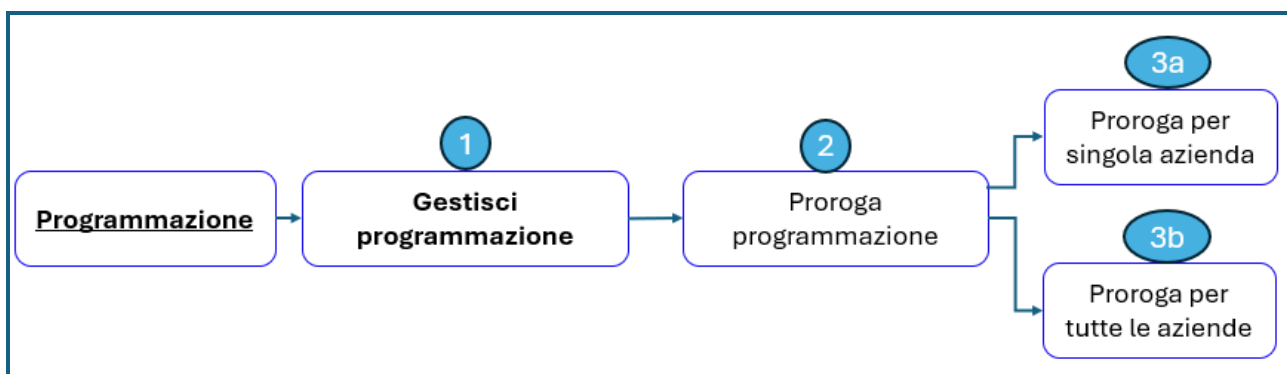 Programmazione
1
Gestisci
programmazione
2
Proroga
programmazione
3a
Proroga per
singola azienda
3b
Proroga per
tutte le aziende